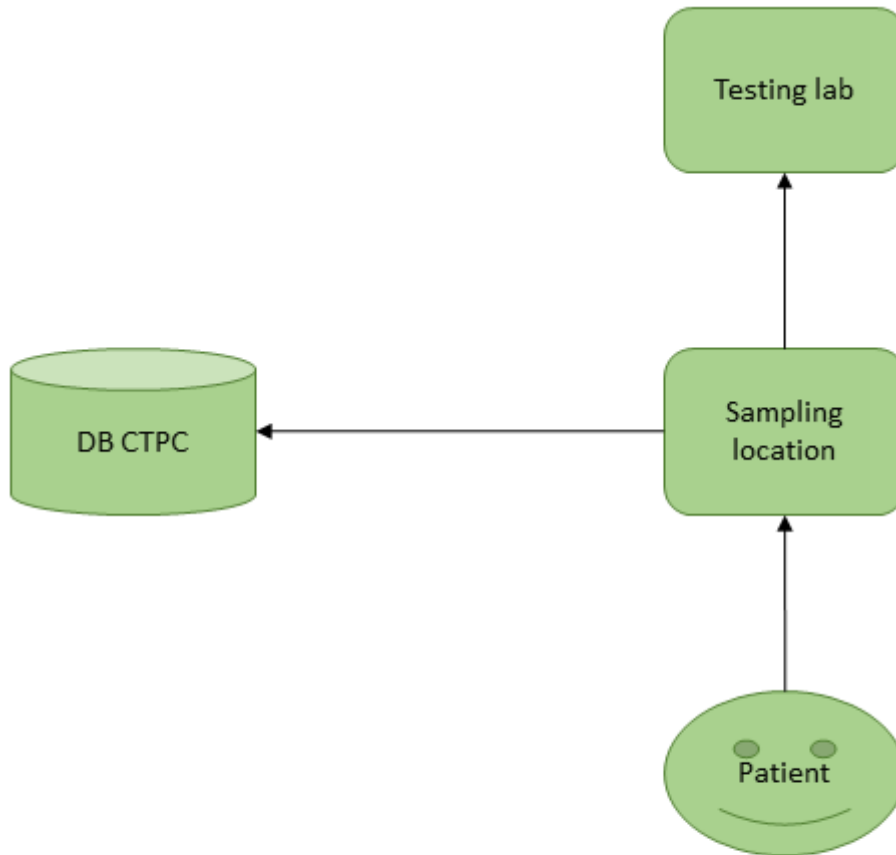 Testing lab
DB CTPC
Sampling
location
Patient